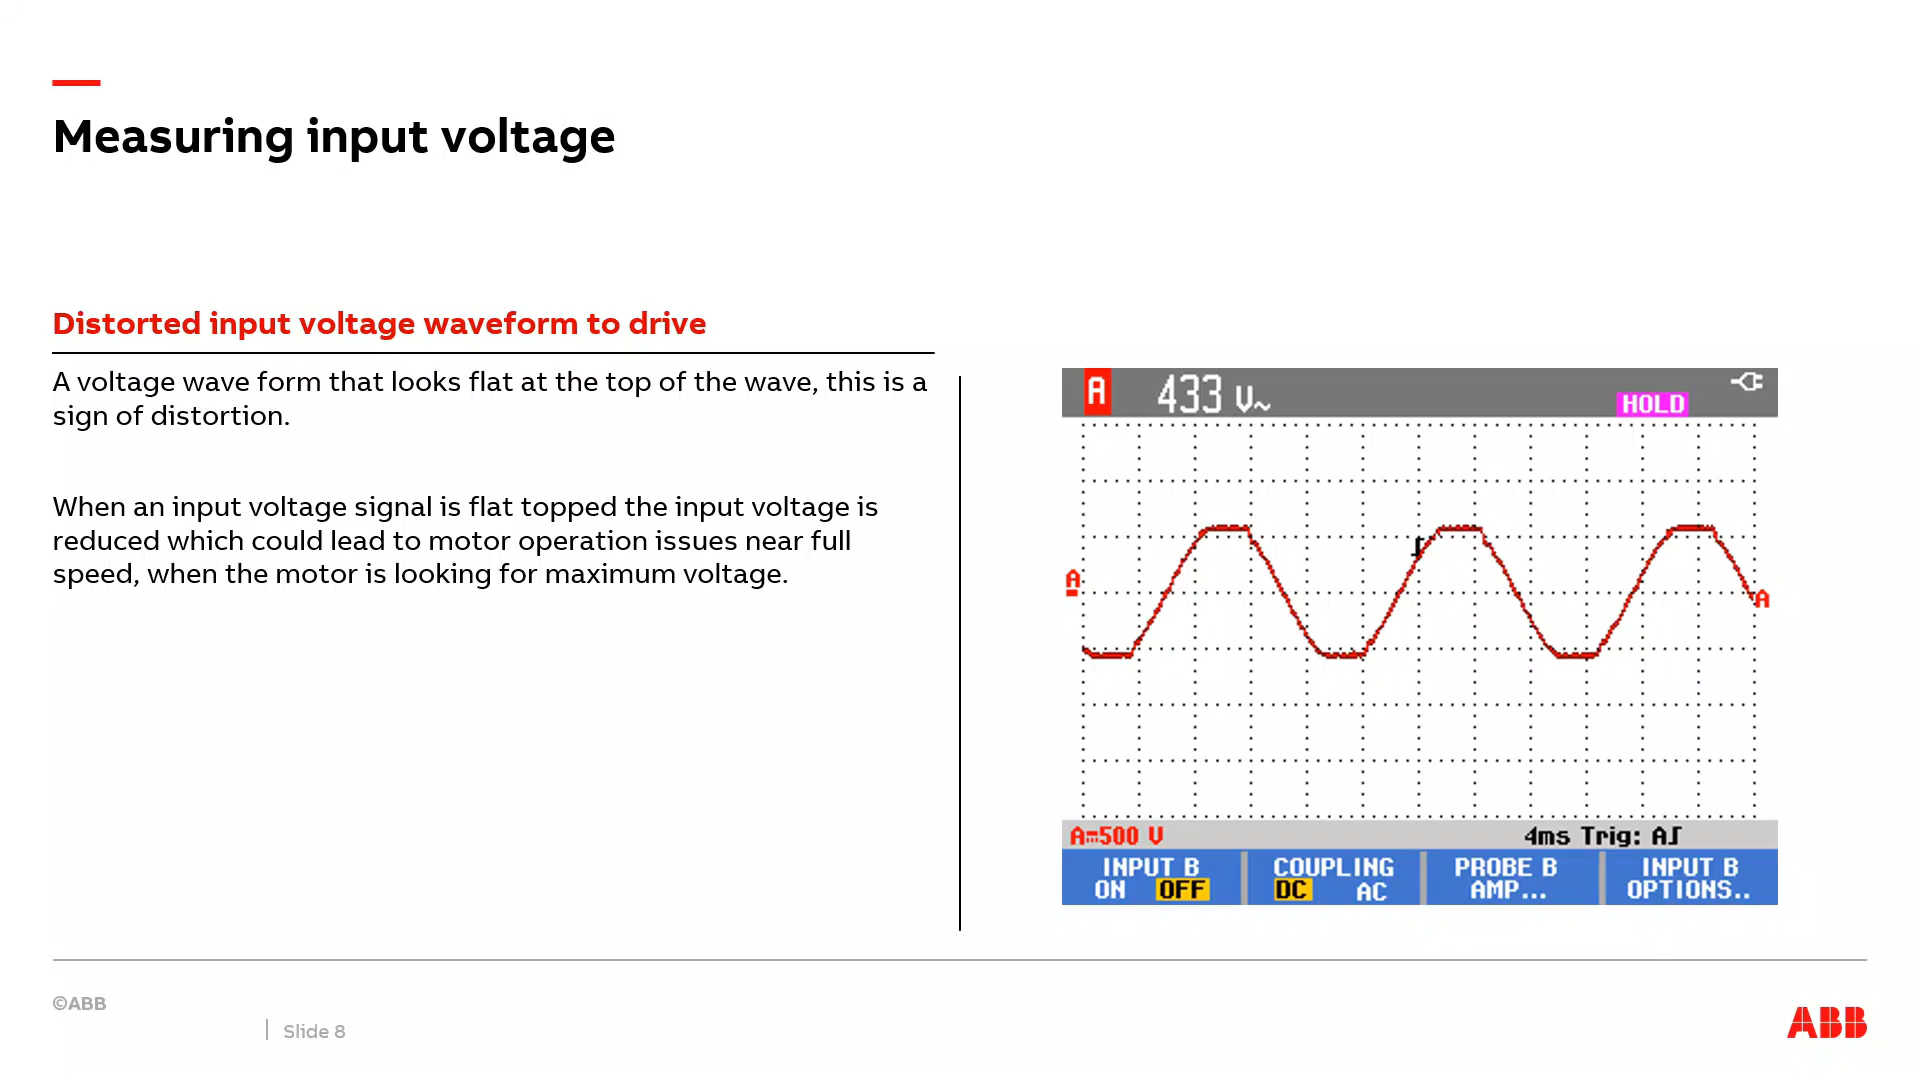 Measuring input voltage
Distorted input voltage waveform to drive
A voltage wave form that looks flat at the top of the wave, this is a
sign of distortion.
When an input voltage signal is flat topped the input voltage is
reduced which could lead to motor operation issues near full
speed, when the motor is looking for maximum voltage.
A 433 V~
HOLD
A
A
A=500 V 4ms Trig: A
INPUT B COUPLING PROBE B INPUT B
ON OFF DC AC AMP... OPTIONS..
©ABB
Slide 8
ABB